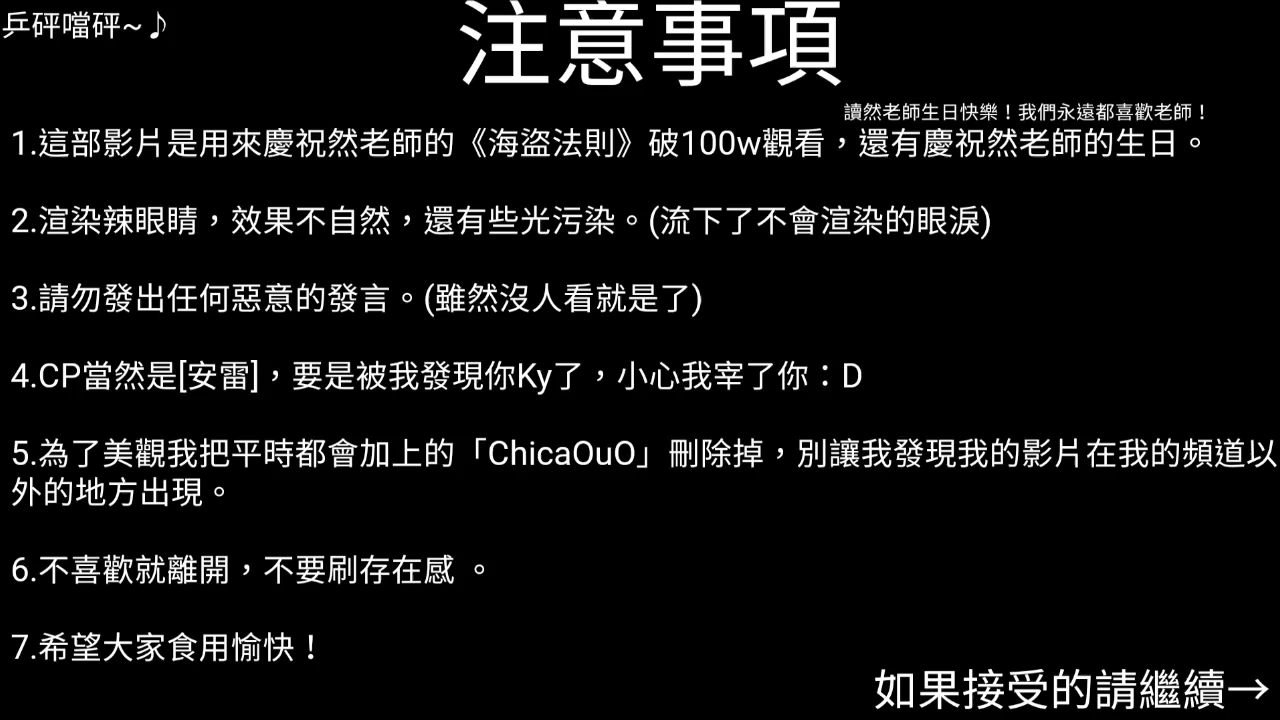 乒砰噹砰~♪
注意事項
讀然老師生日快樂！我們永遠都喜歡老師！
1.這部影片是用來慶祝然老師的《海盜法則》破100w觀看，還有慶祝然老師的生日。
2.渲染辣眼睛，效果不自然，還有些光污染。(流下了不會渲染的眼淚)
3.請勿發出任何惡意的發言。(雖然沒人看就是了)
4.CP當然是[安雷]，要是被我發現你Ky了，小心我宰了你：D
5.為了美觀我把平時都會加上的「ChicaOuO」刪除掉，別讓我發現我的影片在我的頻道以
外的地方出現。
6.不喜歡就離開，不要刷存在感 。
7.希望大家食用愉快！
如果接受的請繼續→